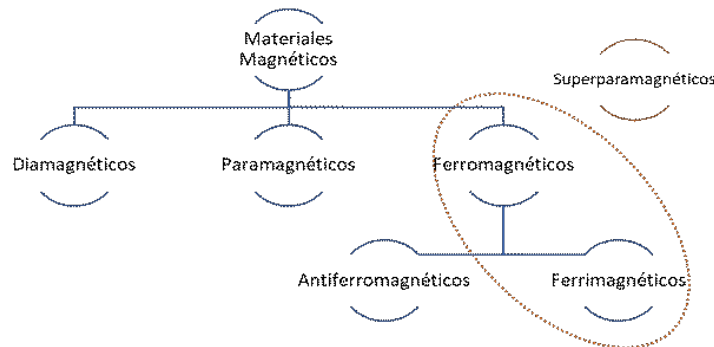 Materiales
Magnéticos
Superparamagnéticos
Diamagnéticos
Paramagnéticos
Ferromagnéticos
Antiferromagnéticos
Ferrimagnéticos